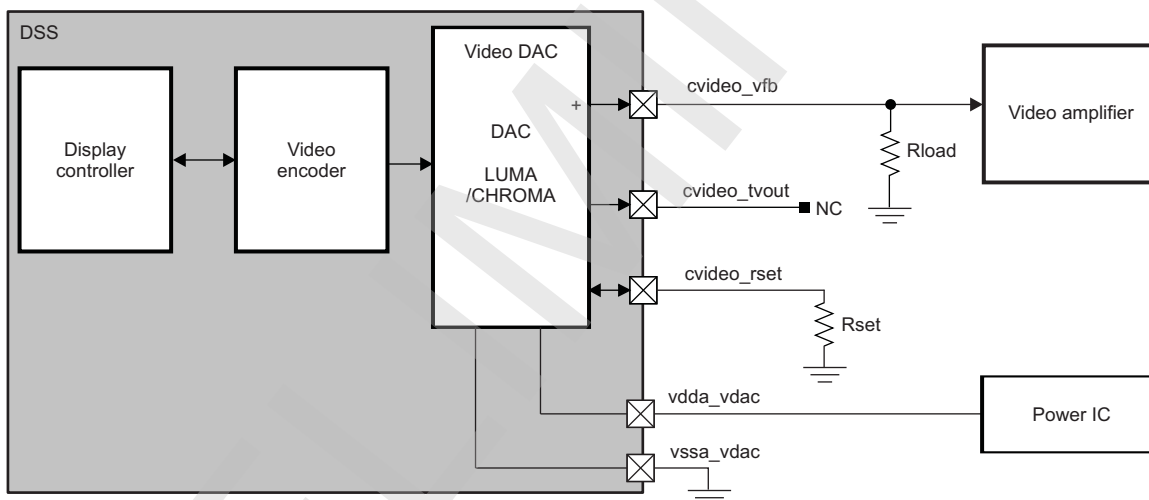 DSS
Display
controller
Video
encoder
Video DAC
+
DAC
LUMA
/CHROMA
cvideo_vfb
Rload
Video amplifier
cvideo_tvout
NC
cvideo_rset
Rset
vdda_vdac
Power IC
vssa_vdac